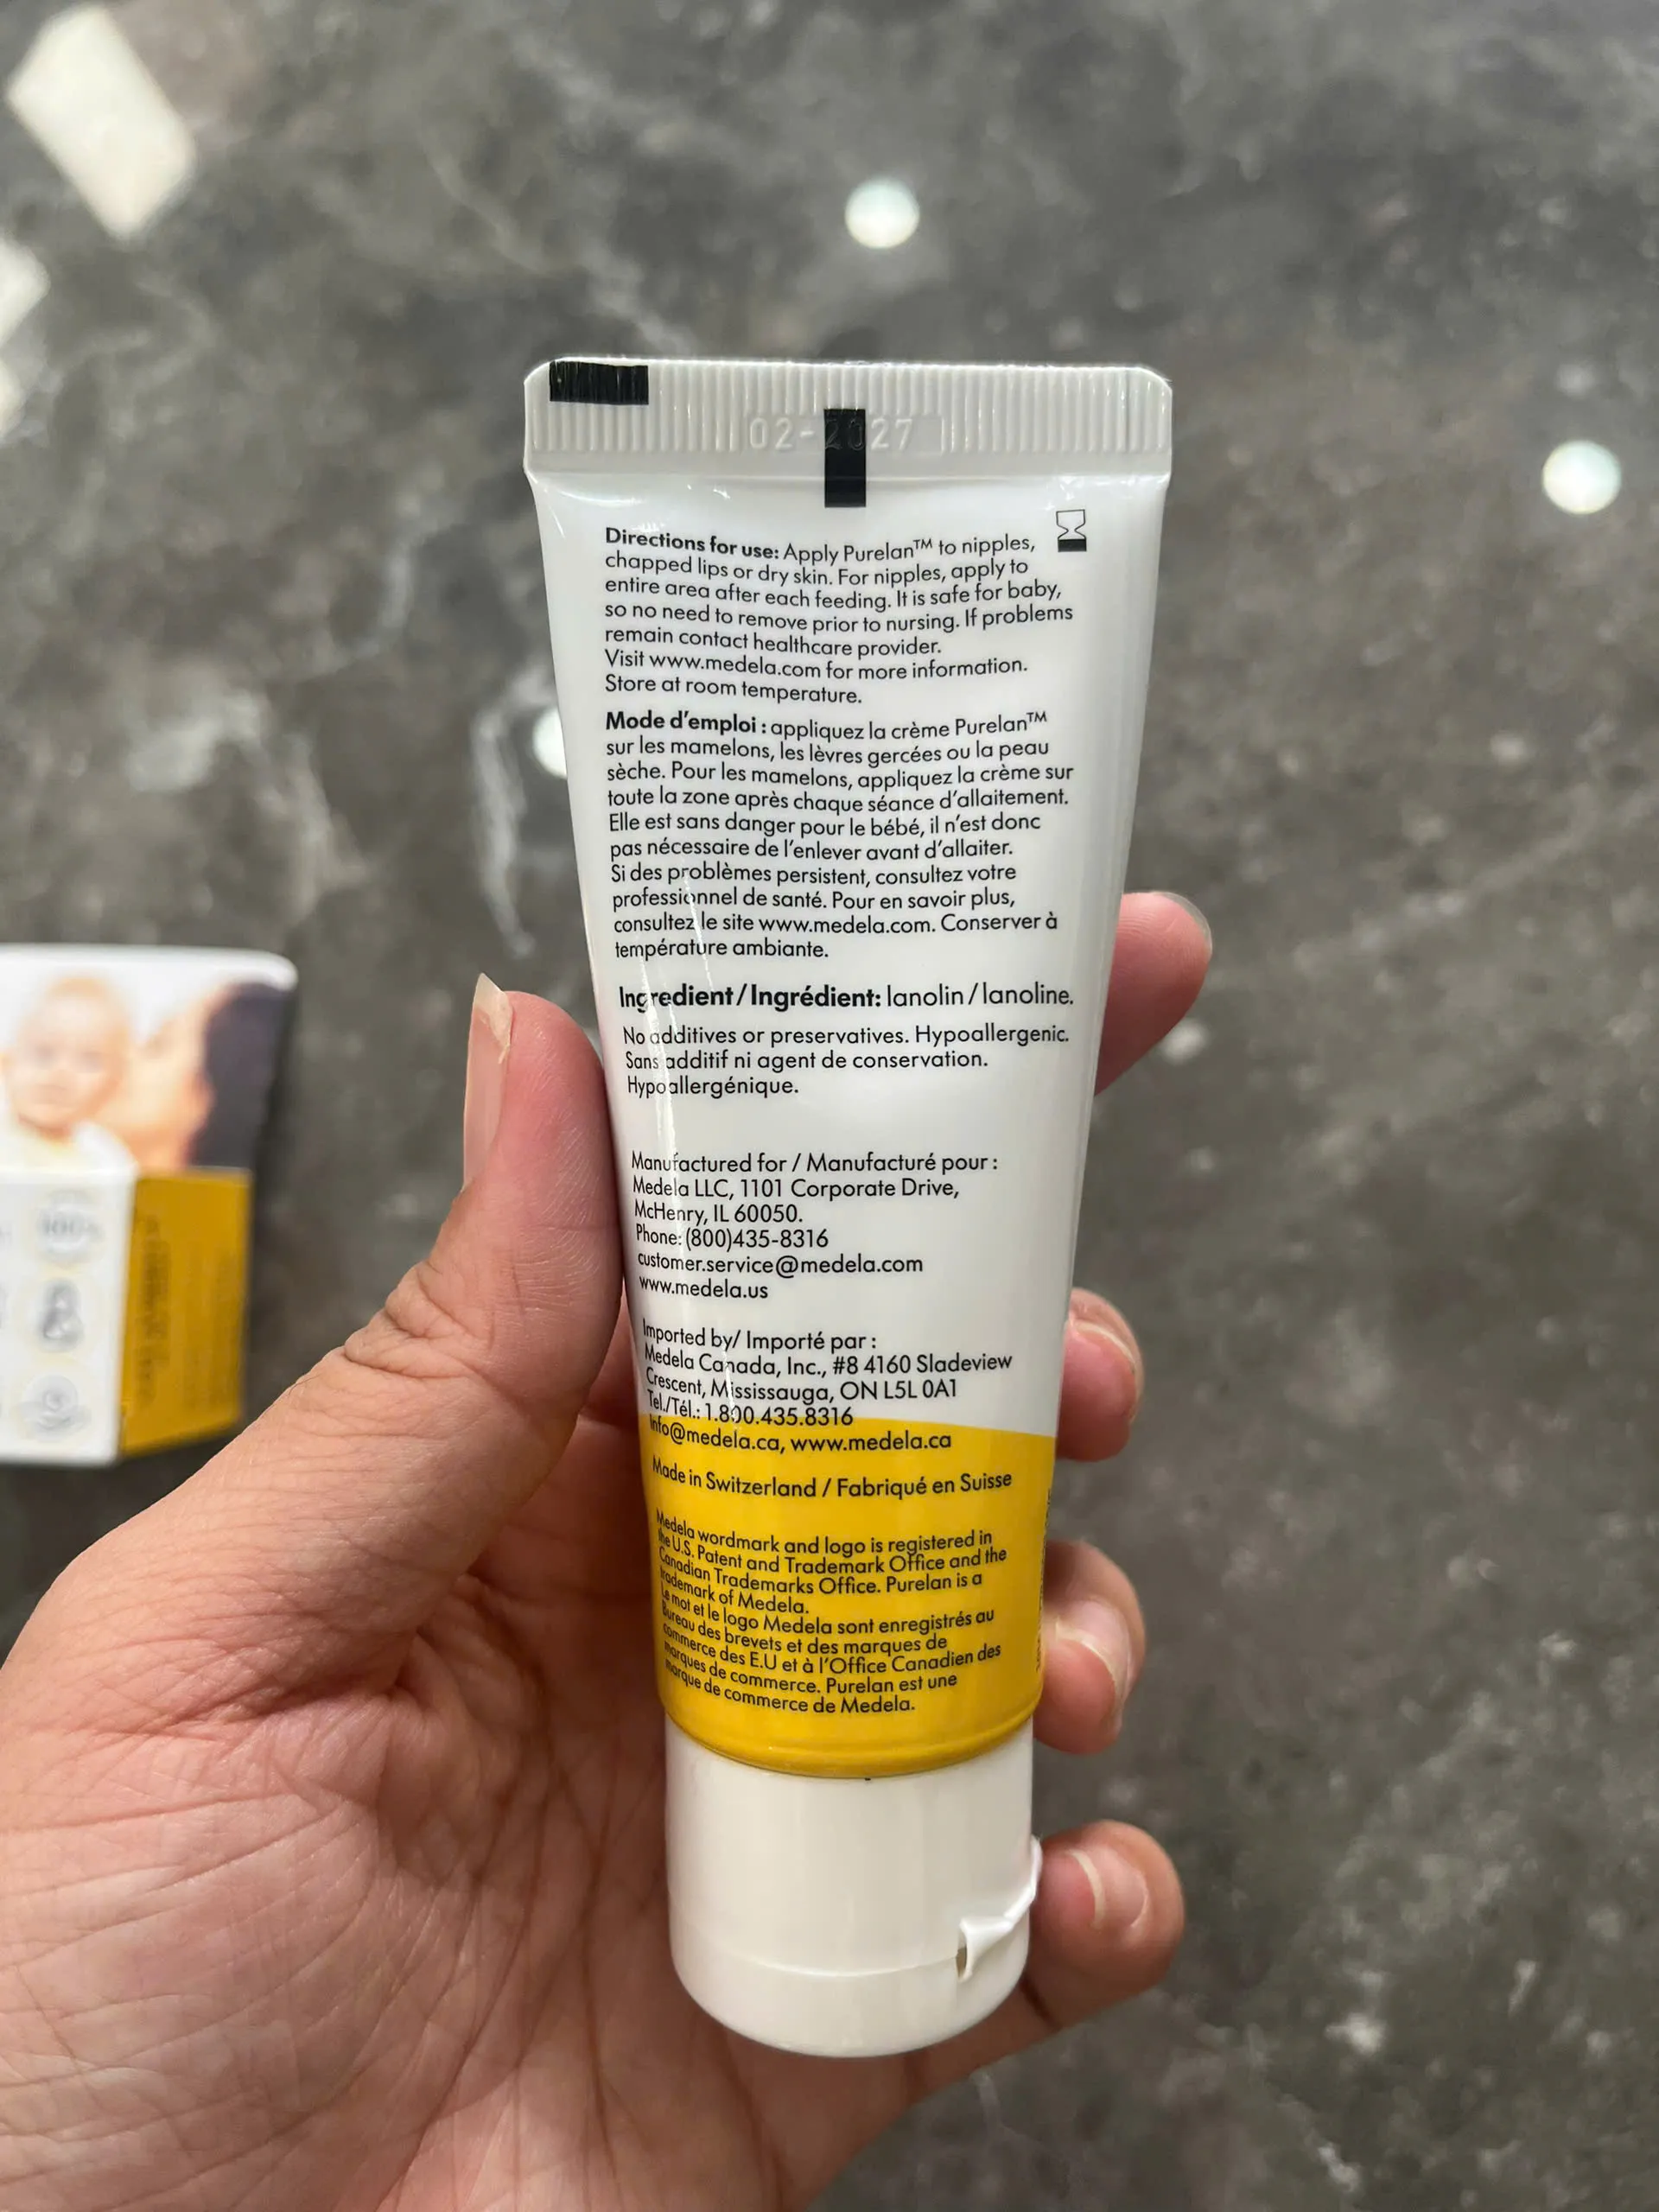 02-2027
Directions for use: Apply Purelan™ to nipples,
chapped lips or dry skin. For nipples, apply to
entire area after each feeding. It is safe for baby,
so no need to remove prior to nursing. If problems
remain contact healthcare provider.
Visit www.medela.com for more information.
Store at room temperature.
Mode d'emploi : appliquez la crème Purelan™
sur les mamelons, les lèvres gercées ou la peau
sèche. Pour les mamelons, appliquez la crème sur
toute la zone après chaque séance d'allaitement.
Elle est sans danger pour le bébé, il n'est donc
pas nécessaire de l'enlever avant d'allaiter.
Si des problèmes persistent, consultez votre
professionnel de santé. Pour en savoir plus,
consultez le site www.medela.com. Conserver à
température ambiante.
Ingredient / Ingrédient: lanolin / lanoline.
No additives or preservatives. Hypoallergenic.
Sans additif ni agent de conservation.
Hypoallergénique.
Manufactured for / Manufacturé pour :
Medela LLC, 1101 Corporate Drive,
McHenry, IL 60050.
Phone: (800)435-8316
customer.service@medela.com
www.medela.us
Imported by/ Importé par :
Medela Canada, Inc., #8 4160 Sladeview
Crescent, Mississauga, ON L5L 0A1
Tel./Tél.: 1.800.435.8316
info@medela.ca, www.medela.ca
Made in Switzerland / Fabriqué en Suisse
Medela wordmark and logo is registered in
the U.S. Patent and Trademark Office and the
Canadian Trademarks Office. Purelan is a
trademark of Medela.
Le mot et le logo Medela sont enregistrés au
Bureau des brevets et des marques de
commerce des E.U et à l'Office Canadien des
marques de commerce. Purelan est une
marque de commerce de Medela.